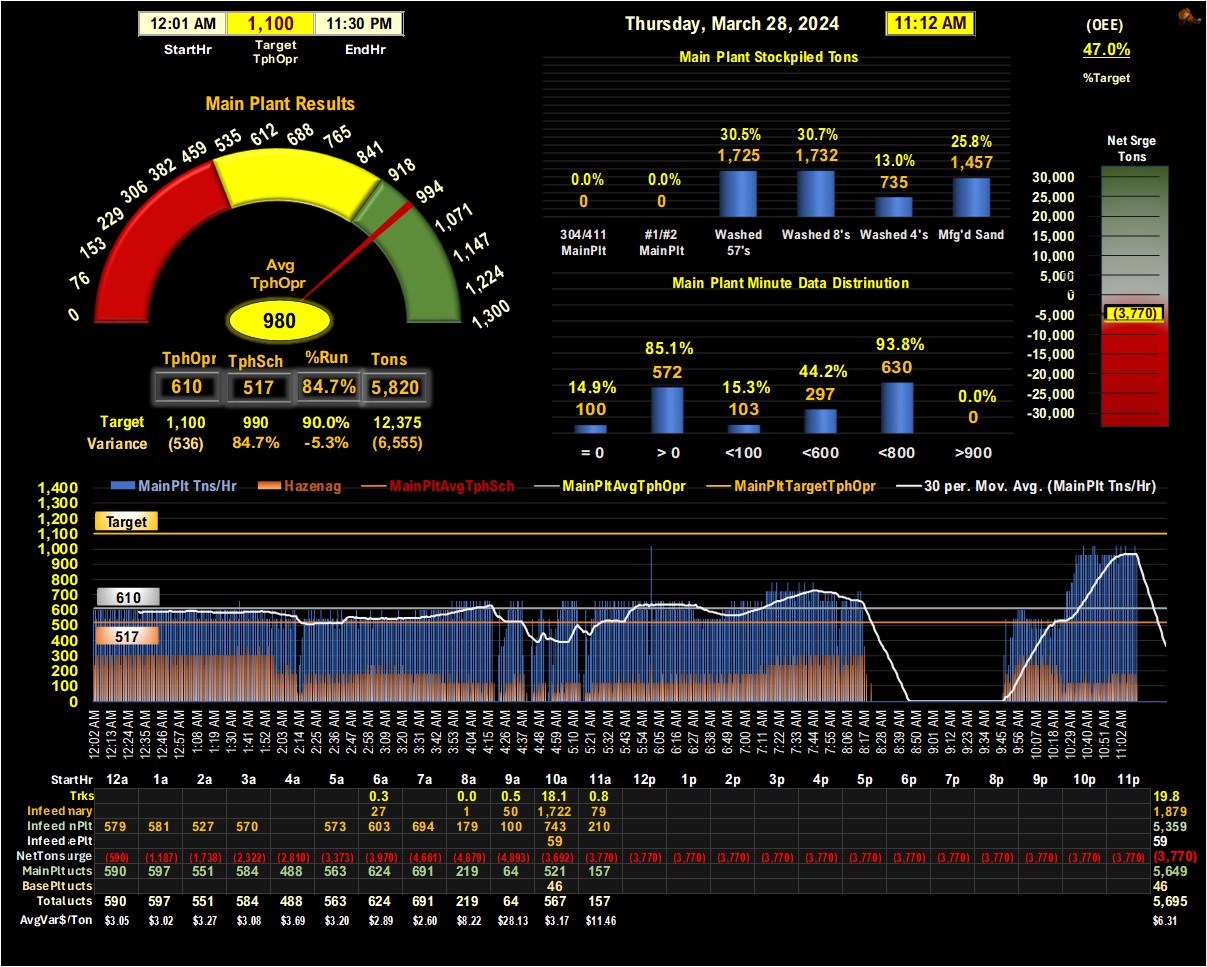 12:01 AM 1,100 11:30 PM
StartHr Target TphOpr EndHr
Thursday, March 28, 2024 11:12 AM
(OEE)
47.0%
%Target
Main Plant Results
0 76 153 229 306 382 459 535 612 688 765 841 918 994 1,071 1,147 1,224 1,300
Avg
TphOpr
980
TphOpr TphSch %Run Tons
610 517 84.7% 5,820
Target 1,100 990 90.0% 12,375
Variance (536) 84.7% -5.3% (6,555)
Main Plant Stockpiled Tons
0.0% 0.0% 30.5% 30.7% 13.0% 25.8%
0 0 1,725 1,732 735 1,457
304/411 #1/#2 Washed Washed 8's Washed 4's Mfg'd Sand
MainPlt MainPlt 57's
Main Plant Minute Data Distrinution
14.9% 85.1% 15.3% 44.2% 93.8% 0.0%
100 572 103 297 630 0
= 0 > 0 <100 <600 <800 >900
Net Srge
Tons
30,000
25,000
20,000
15,000
10,000
5,000
0
-5,000
(3,770)
-10,000
-15,000
-20,000
-25,000
-30,000
MainPlt Tns/Hr Hazenag MainPltAvgTphSch MainPltAvgTphOpr MainPltTargetTphOpr 30 per. Mov. Avg. (MainPlt Tns/Hr)
1,400
1,300
1,200
Target
1,100
1,000
900
800
700
610
600
500
517
400
300
200
100
0
12:02 AM 12:13 AM 12:24 AM 12:35 AM 12:46 AM 12:57 AM 1:08 AM 1:19 AM 1:30 AM 1:41 AM 1:52 AM 2:03 AM 2:14 AM 2:25 AM 2:36 AM 2:47 AM 2:58 AM 3:09 AM 3:20 AM 3:31 AM 3:42 AM 3:53 AM 4:04 AM 4:15 AM 4:26 AM 4:37 AM 4:48 AM 4:59 AM 5:10 AM 5:21 AM 5:32 AM 5:43 AM 5:54 AM 6:05 AM 6:16 AM 6:27 AM 6:38 AM 6:49 AM 7:00 AM 7:11 AM 7:22 AM 7:33 AM 7:44 AM 7:55 AM 8:06 AM 8:17 AM 8:28 AM 8:39 AM 8:50 AM 9:01 AM 9:12 AM 9:23 AM 9:34 AM 9:45 AM 9:56 AM 10:07 AM 10:18 AM 10:29 AM 10:40 AM 10:51 AM 11:02 AM
StartHr 12a 1a 2a 3a 4a 5a 6a 7a 8a 9a 10a 11a 12p 1p 2p 3p 4p 5p 6p 7p 8p 9p 10p 11p
Trks 0.3 0.0 0.5 18.1 0.8 19.8
Infeed nary 27 1 50 1,722 79 1,879
Infeed nPlt 579 581 527 570 573 603 694 179 100 743 210 5,359
Infeed ePlt 59 59
NetTons urge (590) (1,187) (1,738) (2,322) (2,810) (3,373) (3,970) (4,661) (4,879) (4,893) (3,692) (3,770) (3,770) (3,770) (3,770) (3,770) (3,770) (3,770) (3,770) (3,770) (3,770) (3,770) (3,770) (3,770) (3,770)
MainPlt ucts 590 597 551 584 488 563 624 691 219 64 521 157 5,649
BasePlt ucts 46 46
Total ucts 590 597 551 584 488 563 624 691 219 64 567 157 5,695
AvgVar$/Ton $3.05 $3.02 $3.27 $3.08 $3.69 $3.20 $2.89 $2.60 $8.22 $28.13 $3.17 $11.46 $6.31